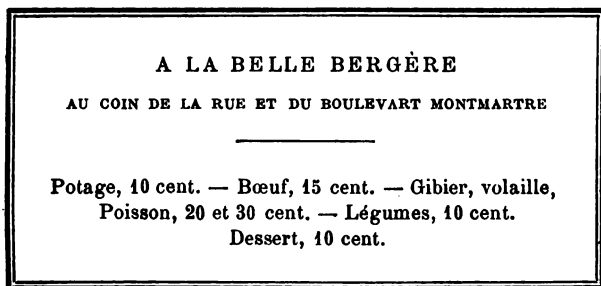 A LA BELLE BERGÈRE
AU COIN DE LA RUE ET DU BOULEVART MONTMARTRE
Potage, 10 cent. — Bœuf, 15 cent. — Gibier, volaille,
Poisson, 20 et 30 cent. — Légumes, 10 cent.
Dessert, 10 cent.